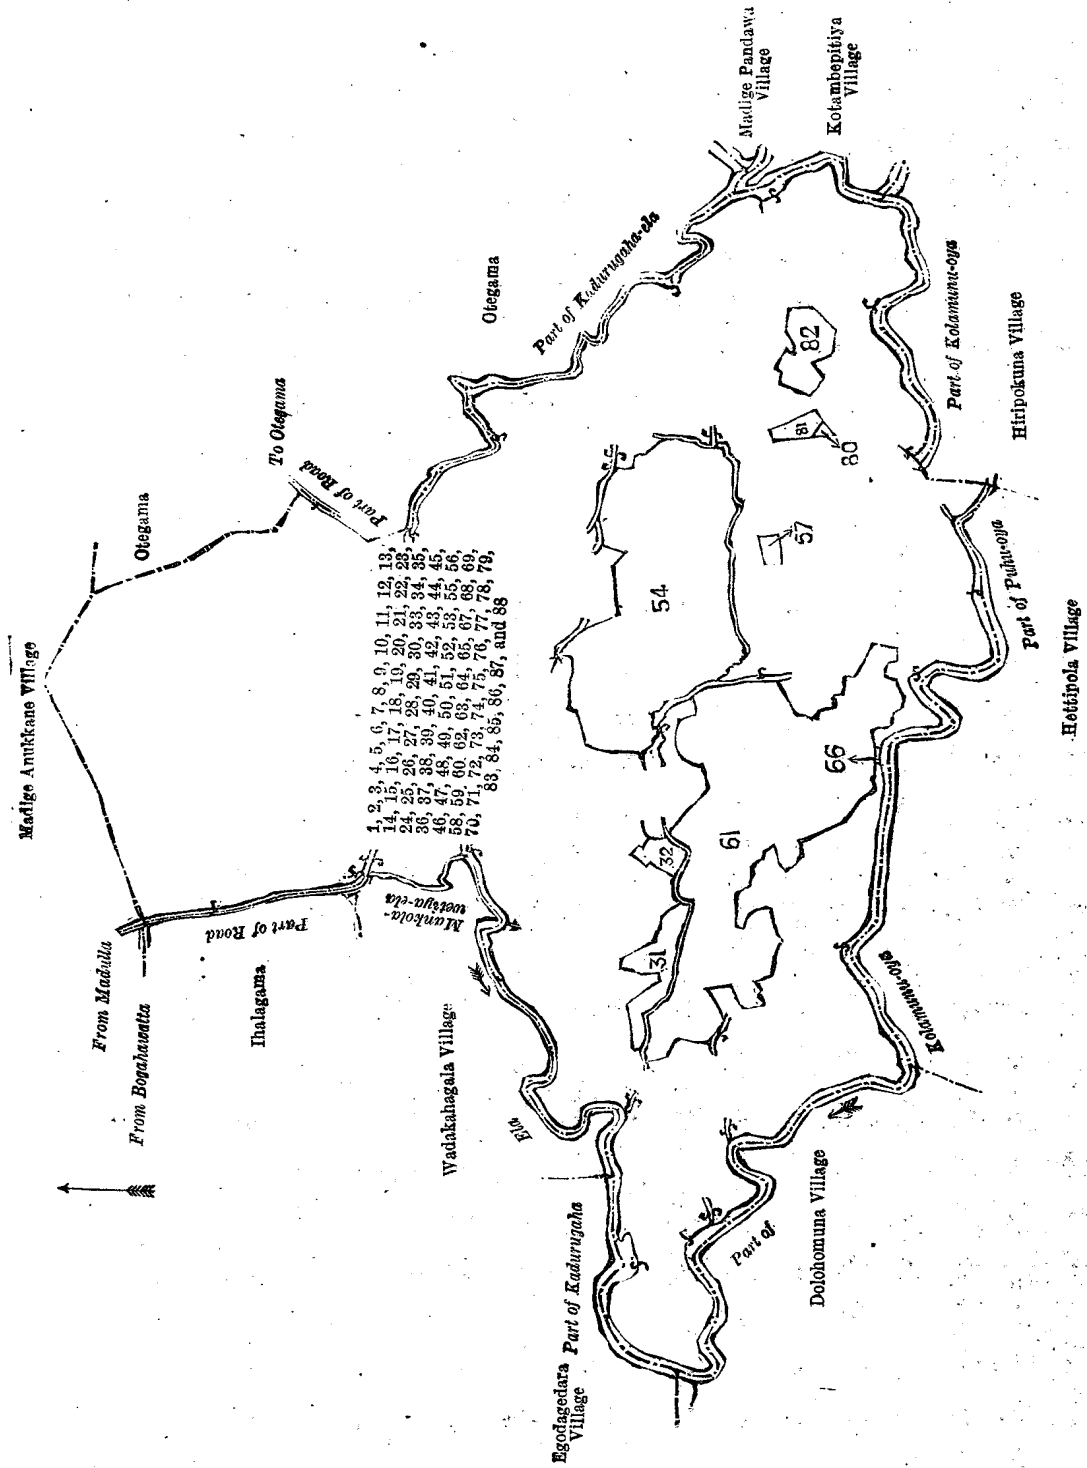 Madige Anukkane Village
From Madulla
From Bogahawatta
Otegama
To Otegama
Part of Road
Part of Road
Ihalagama
Otegama
Part of Kadurugaha-ela
Madige Pandawa
Village
Kotambepitiya
Village
Mankola-
wetiya-ela
1, 2, 3, 4, 5, 6, 7, 8, 9, 10, 11, 12, 13,
14, 15, 16, 17, 18, 19, 20, 21, 22, 23,
24, 25, 26, 27, 28, 29, 30, 33, 34, 35,
36, 37, 38, 39, 40, 41, 42, 43, 44, 45,
46, 47, 48, 49, 50, 51, 52, 53, 55, 56,
58, 59, 60, 62, 63, 64, 65, 67, 68, 69,
70, 71, 72, 73, 74, 75, 76, 77, 78, 79,
83, 84, 85, 86, 87, and 88
Wadakahagala Village
Ela
Egodagedara
Village
Part of Kadurugaha
31
32
54
57
61
66
80
81
82
Part of
Kolamunu-oya
Dolohomuna Village
Part of Kolamunu-oya
Hiripokuna Village
Part of Puhu-oya
Hettipola Village